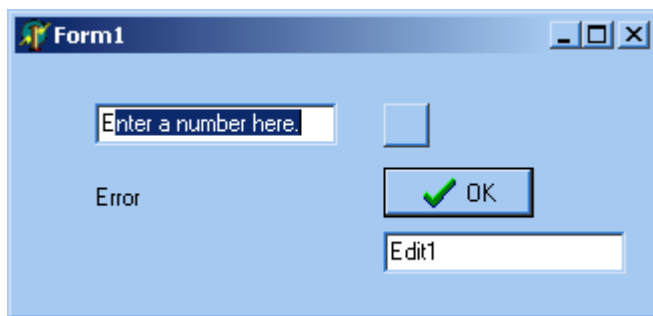 Form1
Enter a number here.
Error
OK
Edit1